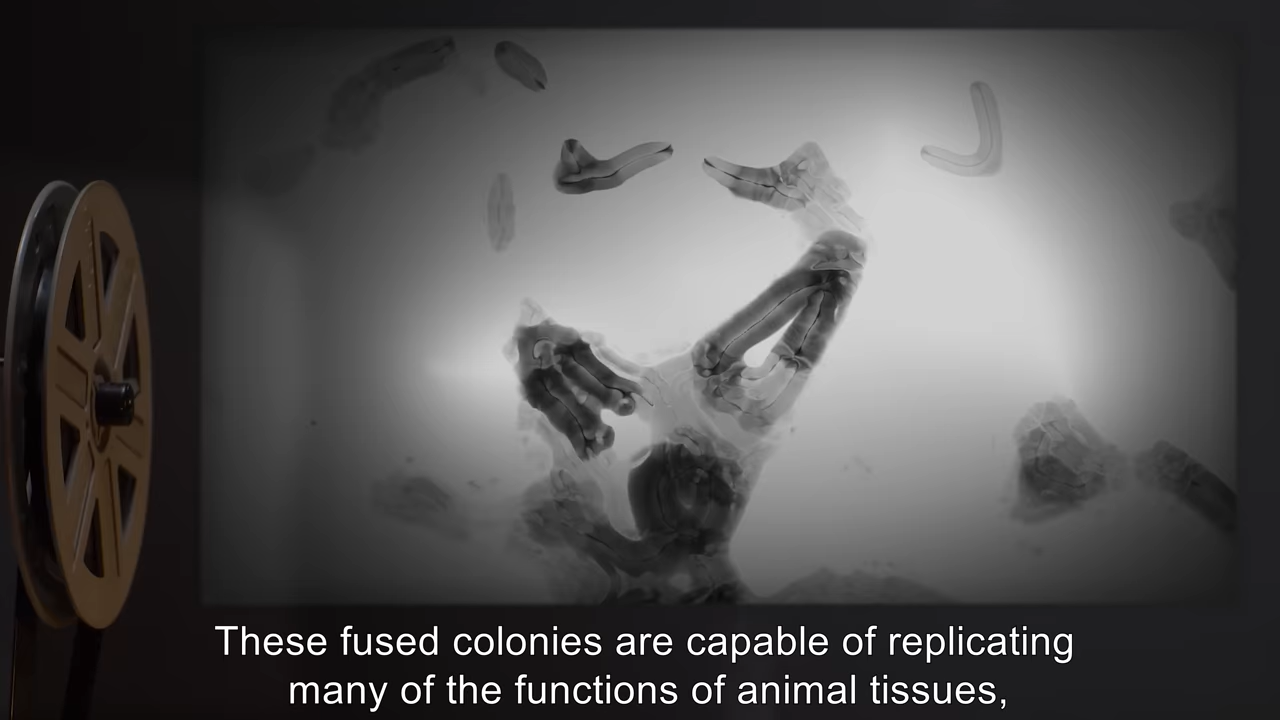 These fused colonies are capable of replicating
many of the functions of animal tissues,